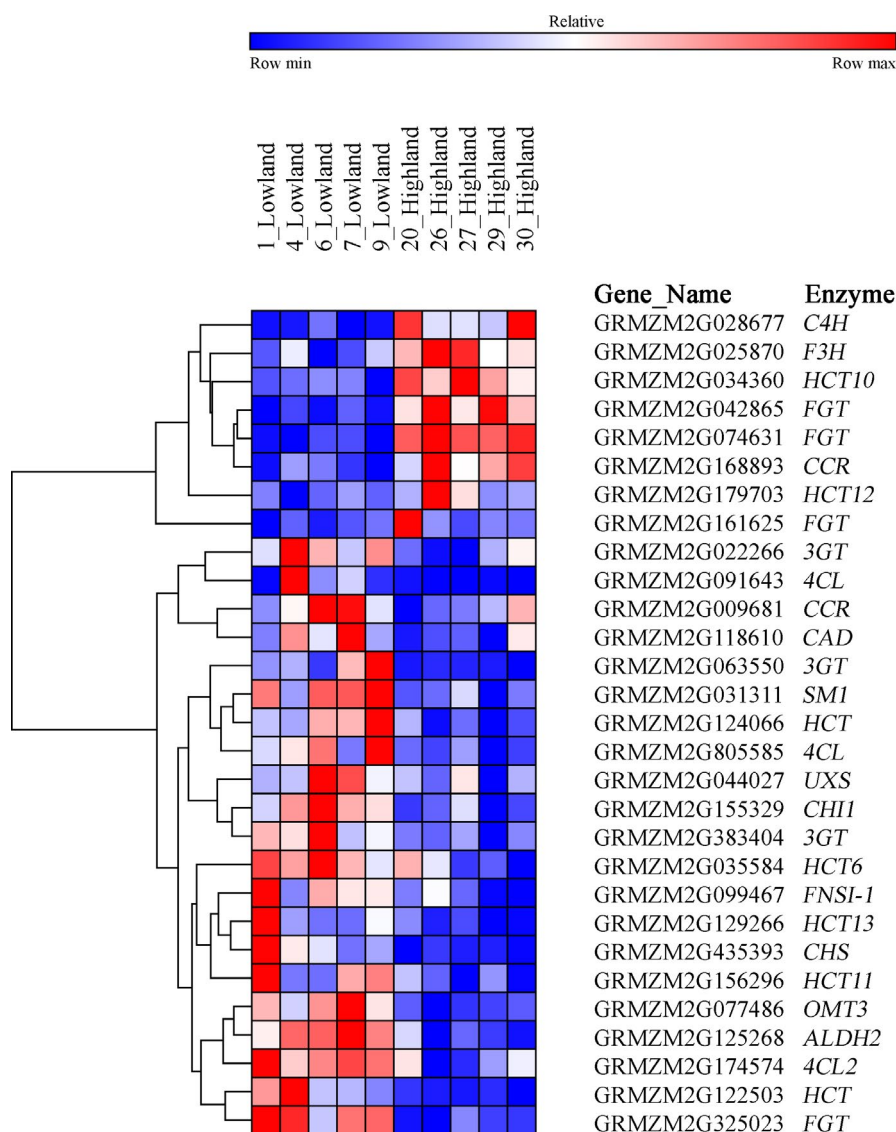 Relative
Row min Row max
1_Lowland
4_Lowland
6_Lowland
7_Lowland
9_Lowland
20_Highland
26_Highland
27_Highland
29_Highland
30_Highland
Gene_Name Enzyme
GRMZM2G028677 C4H
GRMZM2G025870 F3H
GRMZM2G034360 HCT10
GRMZM2G042865 FGT
GRMZM2G074631 FGT
GRMZM2G168893 CCR
GRMZM2G179703 HCT12
GRMZM2G161625 FGT
GRMZM2G022266 3GT
GRMZM2G091643 4CL
GRMZM2G009681 CCR
GRMZM2G118610 CAD
GRMZM2G063550 3GT
GRMZM2G031311 SM1
GRMZM2G124066 HCT
GRMZM2G805585 4CL
GRMZM2G044027 UXS
GRMZM2G155329 CHI1
GRMZM2G383404 3GT
GRMZM2G035584 HCT6
GRMZM2G099467 FNSI-1
GRMZM2G129266 HCT13
GRMZM2G435393 CHS
GRMZM2G156296 HCT11
GRMZM2G077486 OMT3
GRMZM2G125268 ALDH2
GRMZM2G174574 4CL2
GRMZM2G122503 HCT
GRMZM2G325023 FGT